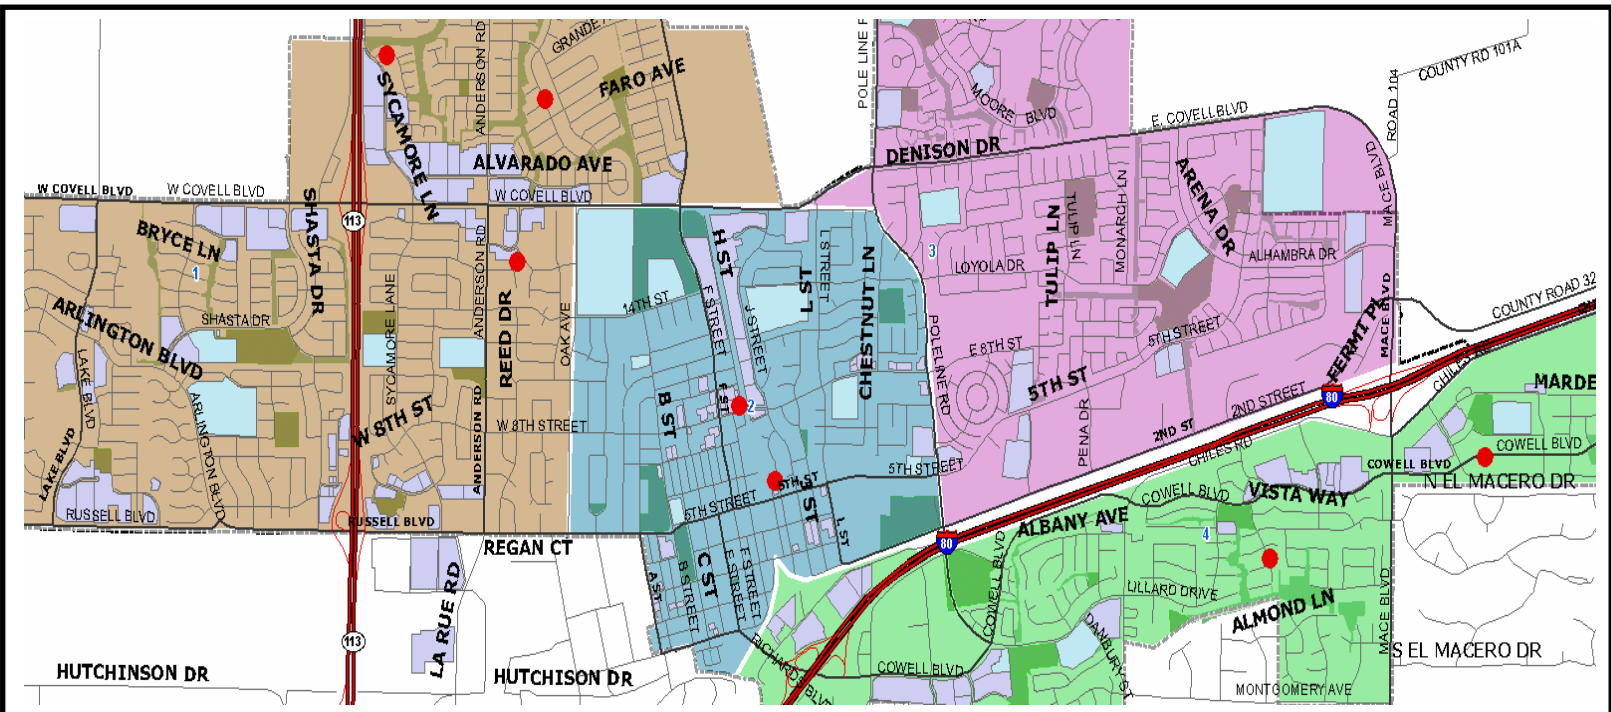 GRANDE
ANDERSON RD
FARO AVE
SYCAMORE LN
ALVARADO AVE
W COVELL BLVD
W COVELL BLVD
W COVELL BLVD
POLE LINE R
MOORE BLVD
DENISON DR
E. COVELL BLVD
COUNTY RD 101A
ROAD 104
MACE BLVD
ARENA DR
ALHAMBRA DR
MONARCH LN
TULIP LN
TULIP LN
LOYOLA DR
3
113
SHASTA DR
BRYCE LN
1
SHASTA DR
ARLINGTON BLVD
LAKE BLVD
LAKE BLVD
ARLINGTON BLVD
RUSSELL BLVD
SYCAMORE LANE
W 8TH ST
RUSSELL BLVD
ANDERSON RD
ANDERSON RD
REED DR
OAK AVE
W 8TH STREET
14TH ST
H ST
F STREET
J STREET
L ST
L STREET
CHESTNUT LN
B ST
F ST
2
5TH ST
5TH STREET
5TH STREET
J ST
L ST
A ST
B STREET
C ST
E STREET
F STREET
POLELINE RD
E 8TH ST
5TH ST
5TH STREET
PENA DR
2ND ST
2ND STREET
FERMI PL
MACE BLVD
MACE BLVD
80
COUNTY ROAD 32
CHILES RD
MARDE
COWELL BLVD
COWELL BLVD
N EL MACERO DR
CHILES RD
COWELL BLVD
VISTA WAY
ALBANY AVE
80
4
LILLARD DRIVE
ALMOND LN
COWELL BLVD
COWELL BLVD
DANBURY ST
MACE BLVD
S EL MACERO DR
MONTGOMERY AVE
RICHARDS BLVD
REGAN CT
LA RUE RD
113
HUTCHINSON DR
HUTCHISON DR